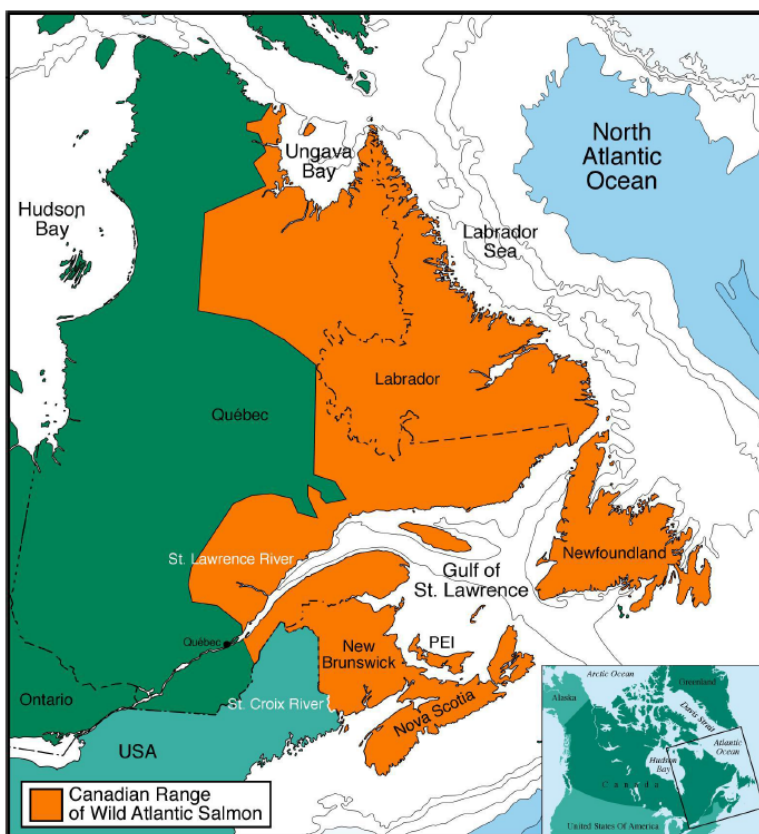 North
Atlantic
Ocean
Ungava
Bay
Hudson
Bay
Labrador
Sea
Labrador
Québec
St. Lawrence River
Newfoundland
Gulf of
St. Lawrence
Québec
New
Brunswick
PEI
Ontario
St. Croix River
Nova Scotia
USA
Canadian Range
of Wild Atlantic Salmon
Arctic Ocean
Greenland
Alaska
Davis Strait
Atlantic
Ocean
Hudson
Bay
Canada
United States Of America